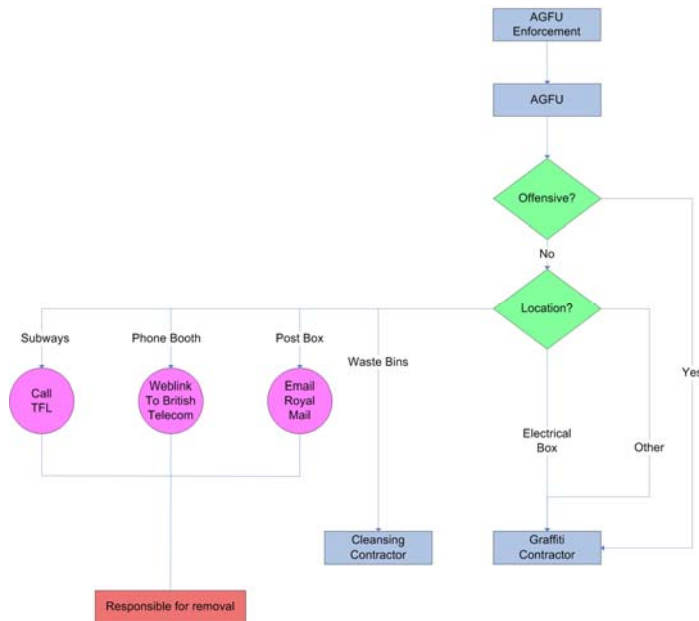 AGFU
Enforcement
AGFU
Offensive?
No
Location?
Subways
Phone Booth
Post Box
Waste Bins
Yes
Call
TFL
Weblink
To British
Telecom
Email
Royal
Mail
Electrical
Box
Other
Cleansing
Contractor
Graffiti
Contractor
Responsible for removal